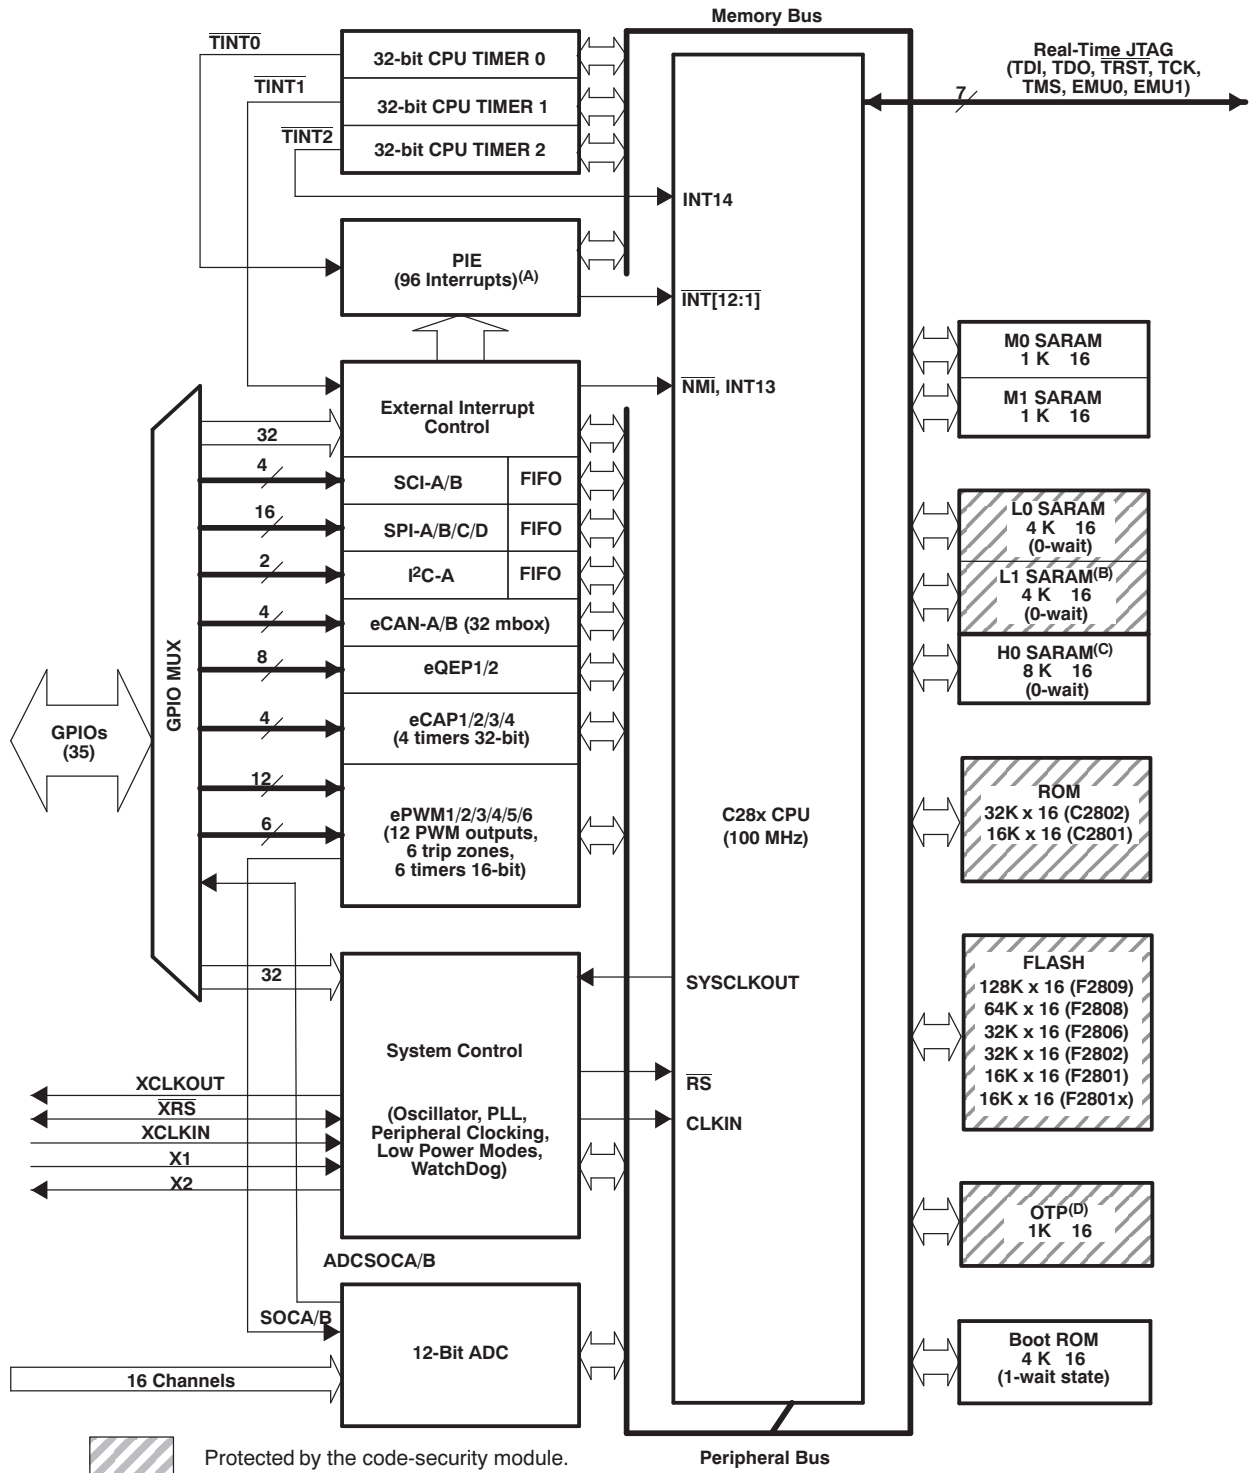 Memory Bus
TINT0
32-bit CPU TIMER 0
TINT1
32-bit CPU TIMER 1
TINT2
32-bit CPU TIMER 2
Real-Time JTAG
(TDI, TDO, TRST, TCK,
TMS, EMU0, EMU1)
7
INT14
PIE
(96 Interrupts)(A)
INT[12:1]
External Interrupt
Control
NMI, INT13
32
4
SCI-A/B
FIFO
16
SPI-A/B/C/D
FIFO
2
I2C-A
FIFO
4
eCAN-A/B (32 mbox)
8
eQEP1/2
4
eCAP1/2/3/4
(4 timers 32-bit)
12
6
ePWM1/2/3/4/5/6
(12 PWM outputs,
6 trip zones,
6 timers 16-bit)
GPIO MUX
GPIOs
(35)
C28x CPU
(100 MHz)
M0 SARAM
1 K 16
M1 SARAM
1 K 16
L0 SARAM
4 K 16
(0-wait)
L1 SARAM(B)
4 K 16
(0-wait)
H0 SARAM(C)
8 K 16
(0-wait)
ROM
32K x 16 (C2802)
16K x 16 (C2801)
FLASH
128K x 16 (F2809)
64K x 16 (F2808)
32K x 16 (F2806)
32K x 16 (F2802)
16K x 16 (F2801)
16K x 16 (F2801x)
OTP(D)
1K 16
Boot ROM
4 K 16
(1-wait state)
32
System Control
(Oscillator, PLL,
Peripheral Clocking,
Low Power Modes,
WatchDog)
SYSCLKOUT
RS
CLKIN
XCLKOUT
XRS
XCLKIN
X1
X2
ADCSOCA/B
SOCA/B
12-Bit ADC
16 Channels
Protected by the code-security module.
Peripheral Bus